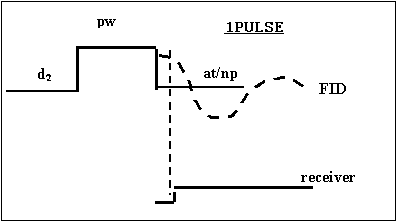 pw
1PULSE
d₂
at/np
FID
receiver